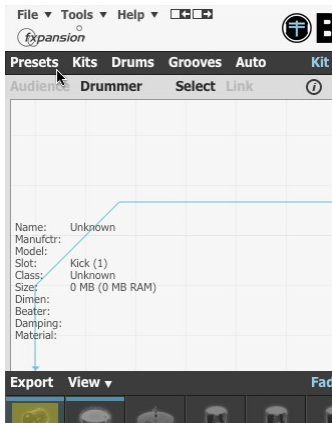 File ▼ Tools ▼ Help ▼
fxpansion
Presets Kits Drums Grooves Auto Kit
Audience Drummer Select Link
Name: Unknown
Manufctr:
Model:
Slot: Kick (1)
Class: Unknown
Size: 0 MB (0 MB RAM)
Dimen:
Beater:
Damping:
Material:
Export View ▼ Fad